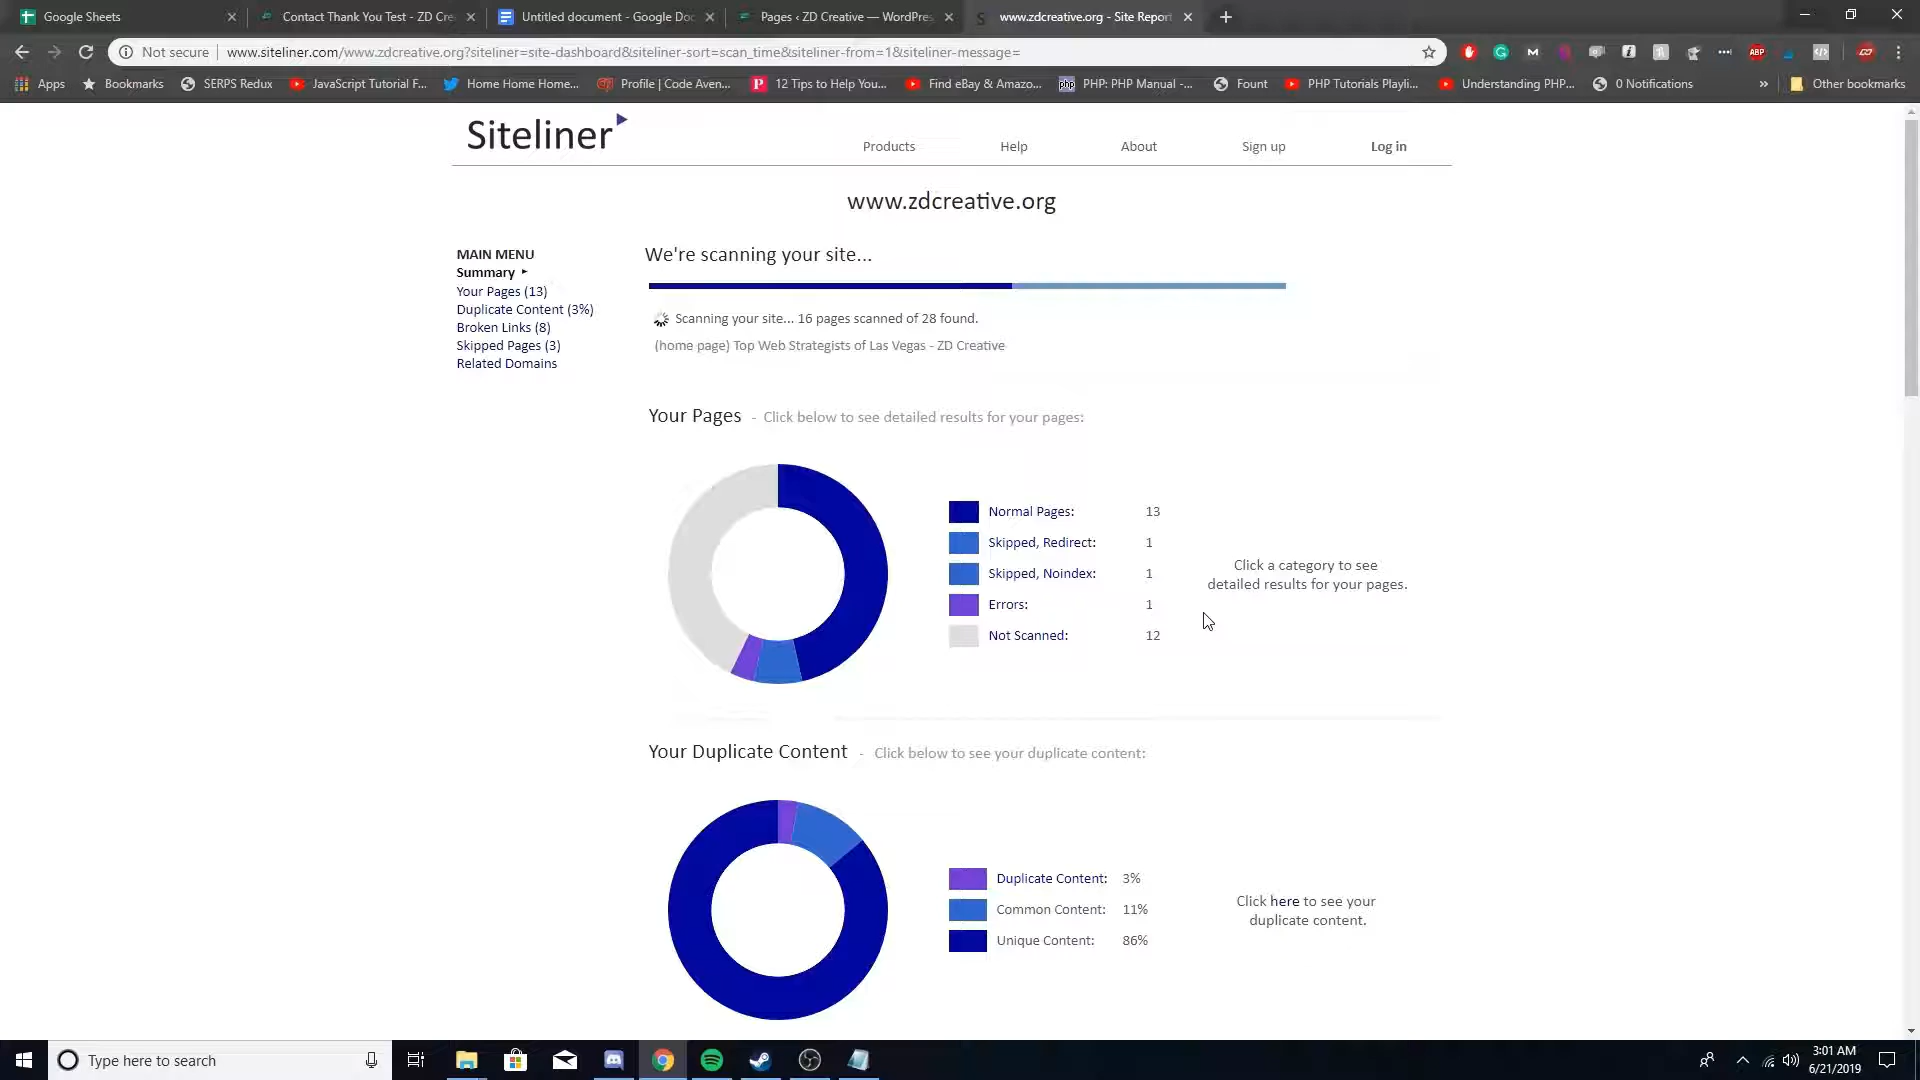 Google Sheets
Contact Thank You Test - ZD Cre
Untitled document - Google Doc
Pages ‹ ZD Creative — WordPres
www.zdcreative.org - Site Report
Not secure
www.siteliner.com/www.zdcreative.org?siteliner=site-dashboard&siteliner-sort=scan_time&siteliner-from=1&siteliner-message=
ABP
Apps
Bookmarks
SERPS Redux
JavaScript Tutorial F...
Home Home Home...
Profile | Code Aven...
12 Tips to Help You...
Find eBay & Amazo...
php
PHP: PHP Manual -...
Fount
PHP Tutorials Playli...
Understanding PHP...
0 Notifications
»
Other bookmarks
Siteliner
Products
Help
About
Sign up
Log in
www.zdcreative.org
MAIN MENU
Summary
Your Pages (13)
Duplicate Content (3%)
Broken Links (8)
Skipped Pages (3)
Related Domains
We're scanning your site...
Scanning your site... 16 pages scanned of 28 found.
(home page) Top Web Strategists of Las Vegas - ZD Creative
Your Pages - Click below to see detailed results for your pages:
Normal Pages: 13
Skipped, Redirect: 1
Skipped, Noindex: 1
Errors: 1
Not Scanned: 12
Click a category to see
detailed results for your pages.
Your Duplicate Content - Click below to see your duplicate content:
Duplicate Content: 3%
Common Content: 11%
Unique Content: 86%
Click here to see your
duplicate content.
Type here to search
3:01 AM
6/21/2019